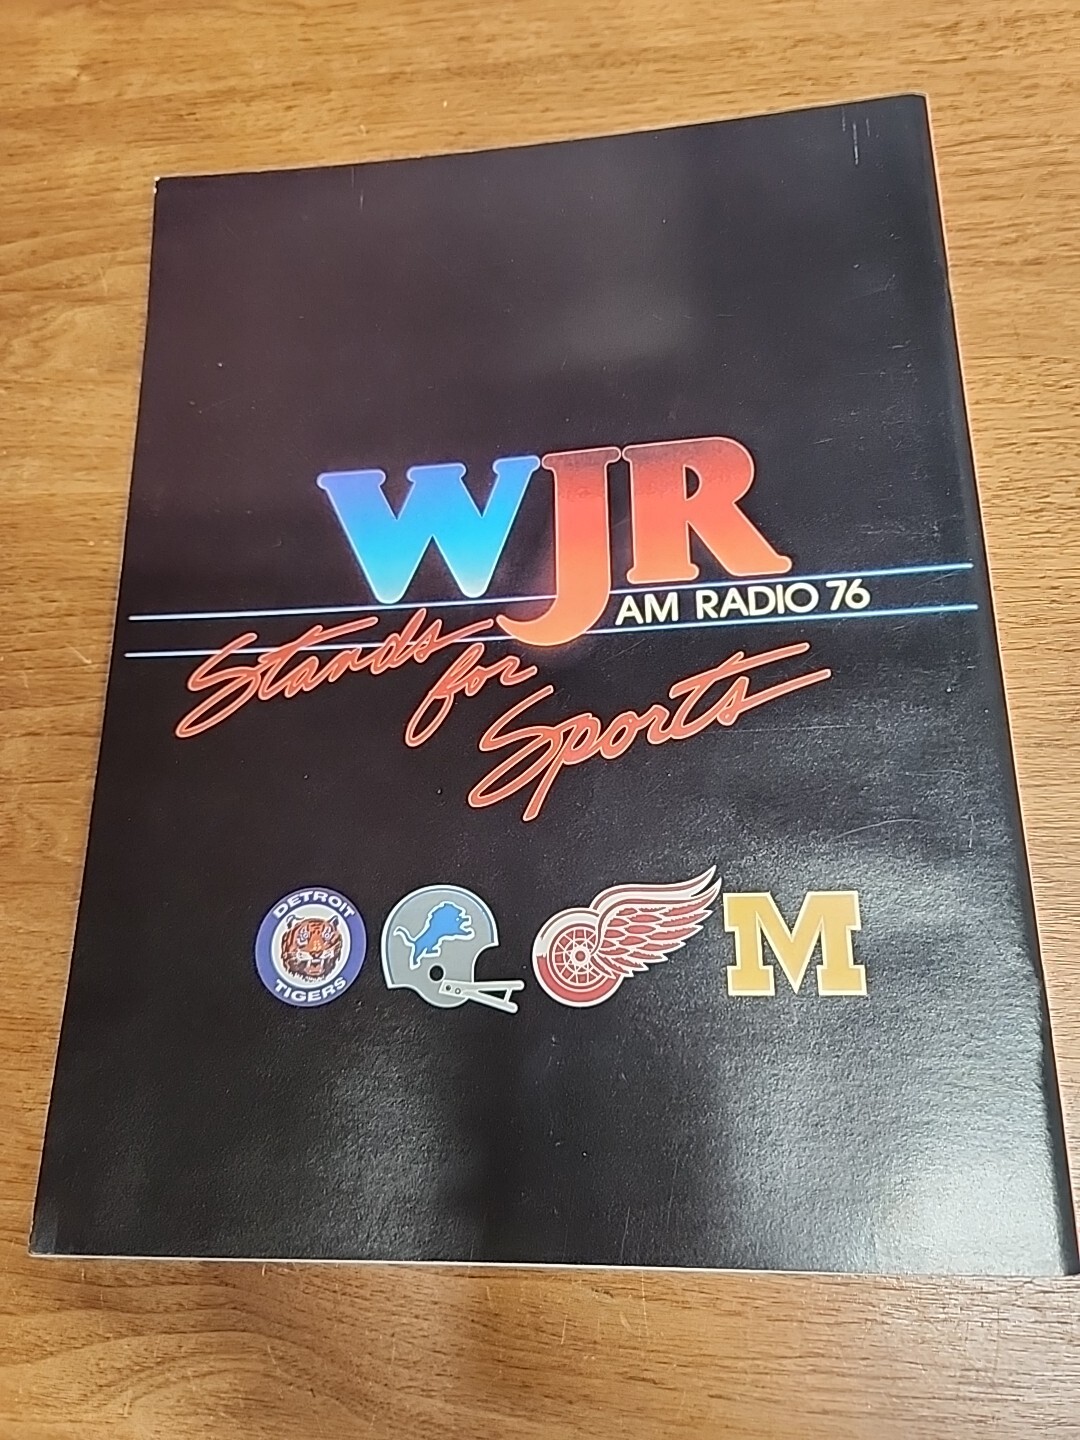 WJR
AM RADIO 76
Stands
for
Sports
DETROIT
TIGERS
M